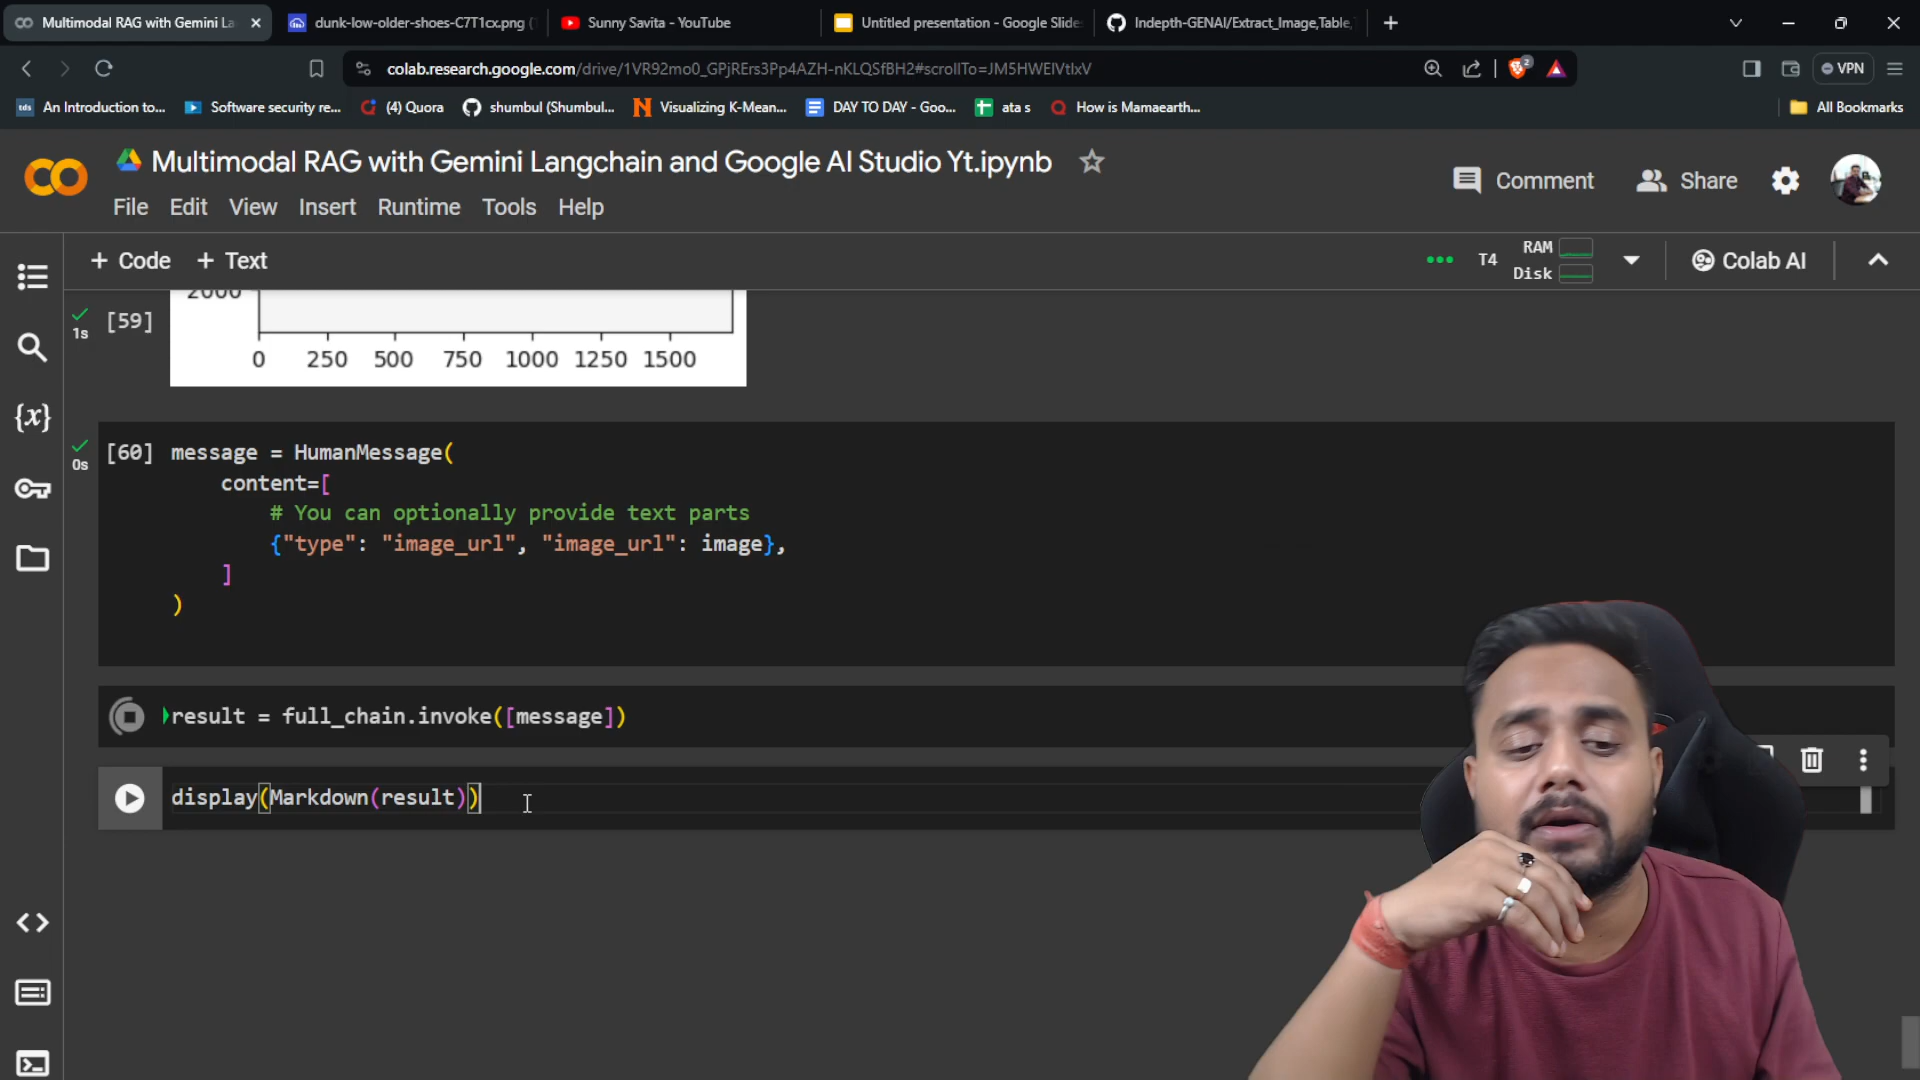 Multimodal RAG with Gemini La
dunk-low-older-shoes-C7T1cx.png (
Sunny Savita - YouTube
Untitled presentation - Google Slide
Indepth-GENAI/Extract_Image,Table,
colab.research.google.com/drive/1VR92mo0_GPjRErs3Pp4AZH-nKLQSfBH2#scrollTo=JM5HWElVtlxV
2
VPN
tds An Introduction to...
Software security re...
(4) Quora
shumbul (Shumbul...
Visualizing K-Mean...
DAY TO DAY - Goo...
ata s
How is Mamaearth...
All Bookmarks
Multimodal RAG with Gemini Langchain and Google AI Studio Yt.ipynb
Comment
Share
File Edit View Insert Runtime Tools Help
+ Code + Text
T4
RAM
Disk
Colab AI
2000
1s [59]
0 250 500 750 1000 1250 1500
0s [60] message = HumanMessage(
content=[
# You can optionally provide text parts
{"type": "image_url", "image_url": image},
]
)
result = full_chain.invoke([message])
display(Markdown(result))